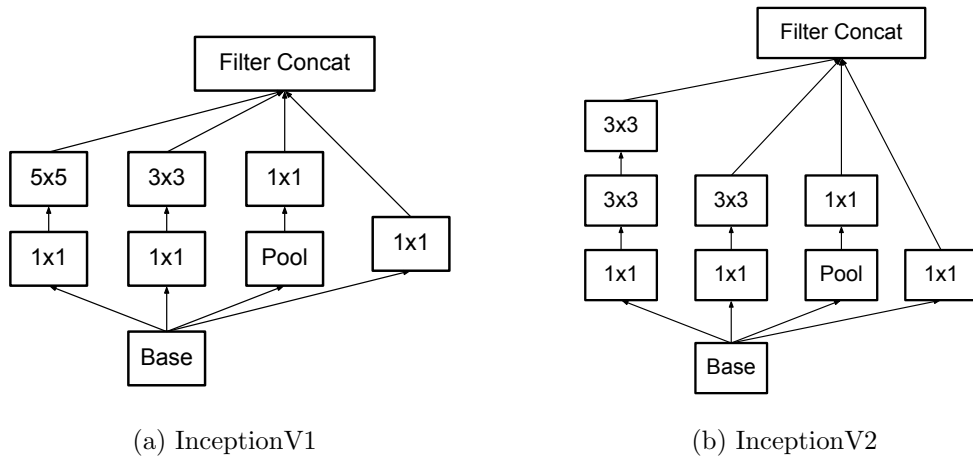 Filter Concat
5x5
3x3
1x1
1x1
1x1
Pool
1x1
Base
(a) InceptionV1
Filter Concat
3x3
3x3
3x3
1x1
1x1
1x1
Pool
1x1
Base
(b) InceptionV2